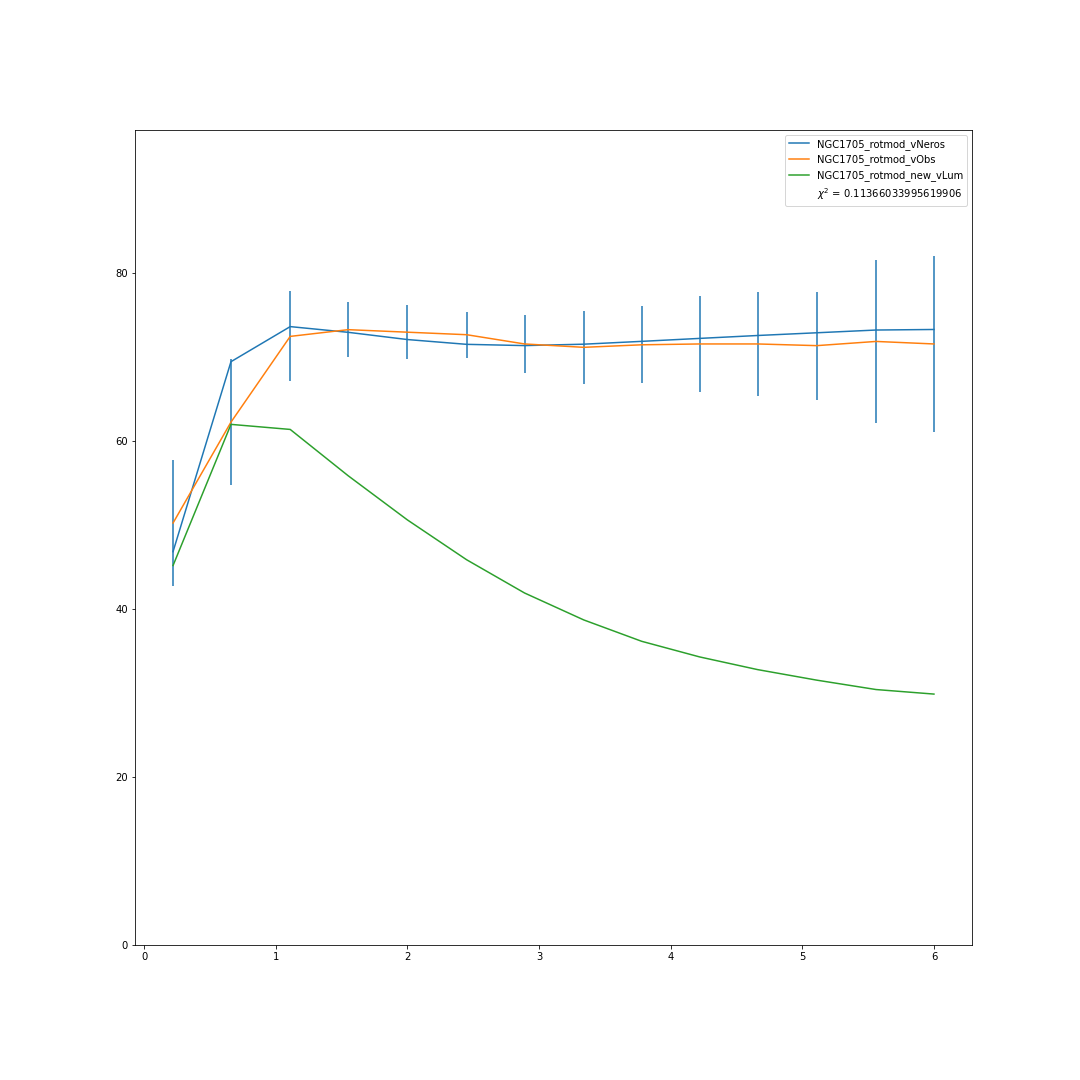 NGC1705_rotmod_vNeros
NGC1705_rotmod_vObs
NGC1705_rotmod_new_vLum
χ² = 0.11366033995619906
80
60
40
20
0
0 1 2 3 4 5 6